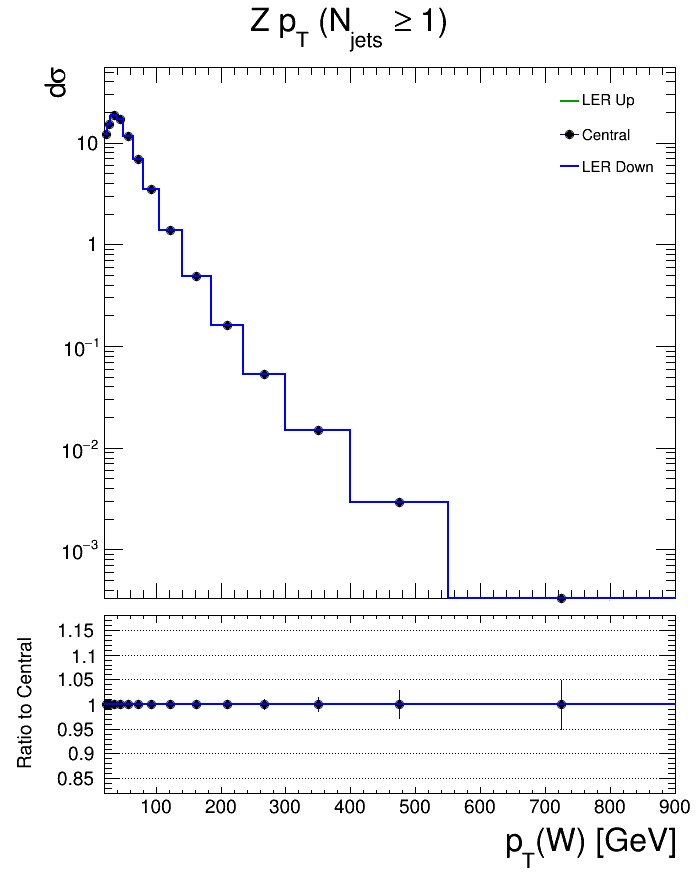 Z p_T (N_jets ≥ 1)
dσ
LER Up
Central
LER Down
10
1
10^−1
10^−2
10^−3
Ratio to Central
1.15
1.1
1.05
1
0.95
0.9
0.85
100 200 300 400 500 600 700 800 900
p_T(W) [GeV]